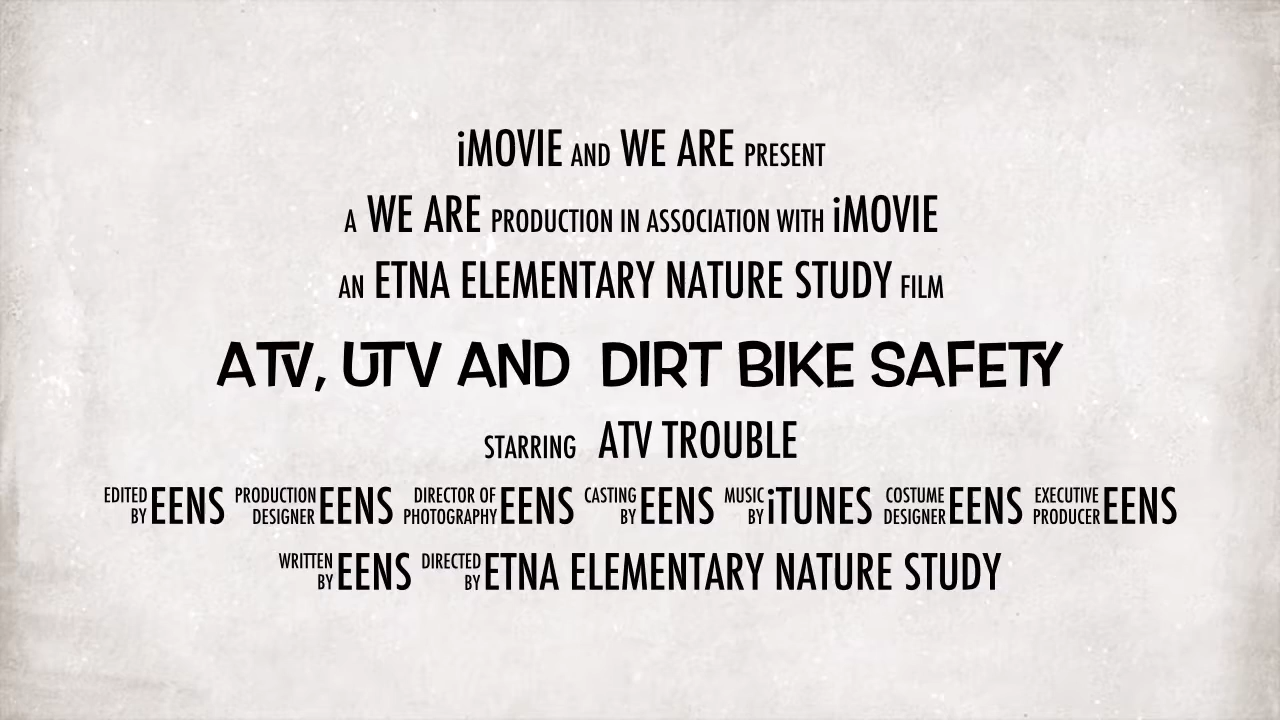 iMOVIE AND WE ARE PRESENT
A WE ARE PRODUCTION IN ASSOCIATION WITH iMOVIE
AN ETNA ELEMENTARY NATURE STUDY FILM
ATV, UTV AND DIRT BIKE SAFETY
STARRING ATV TROUBLE
EDITED BY EENS PRODUCTION DESIGNER EENS DIRECTOR OF PHOTOGRAPHY EENS CASTING BY EENS MUSIC BY iTUNES COSTUME DESIGNER EENS EXECUTIVE PRODUCER EENS
WRITTEN BY EENS DIRECTED BY ETNA ELEMENTARY NATURE STUDY